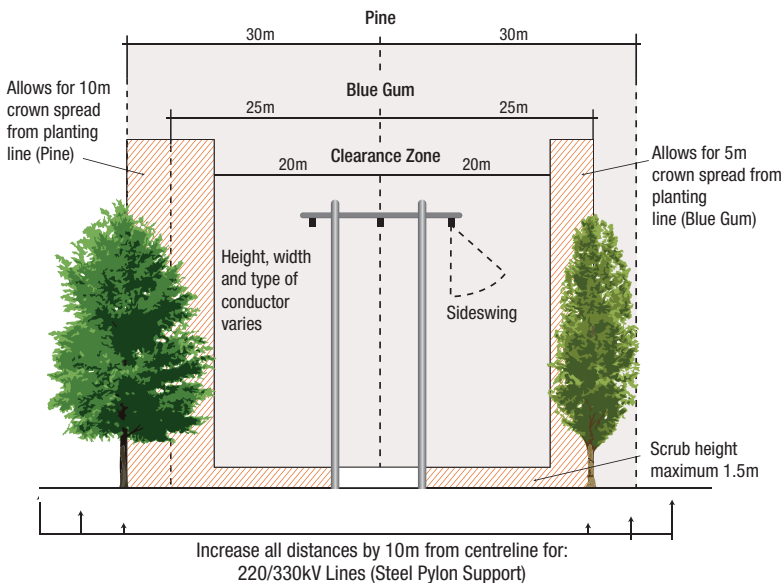 Pine
30m
30m
Allows for 10m
crown spread
from planting
line (Pine)
Blue Gum
25m
25m
Clearance Zone
20m
20m
Allows for 5m
crown spread from
planting
line (Blue Gum)
Height, width
and type of
conductor
varies
Sideswing
Scrub height
maximum 1.5m
Increase all distances by 10m from centreline for:
220/330kV Lines (Steel Pylon Support)